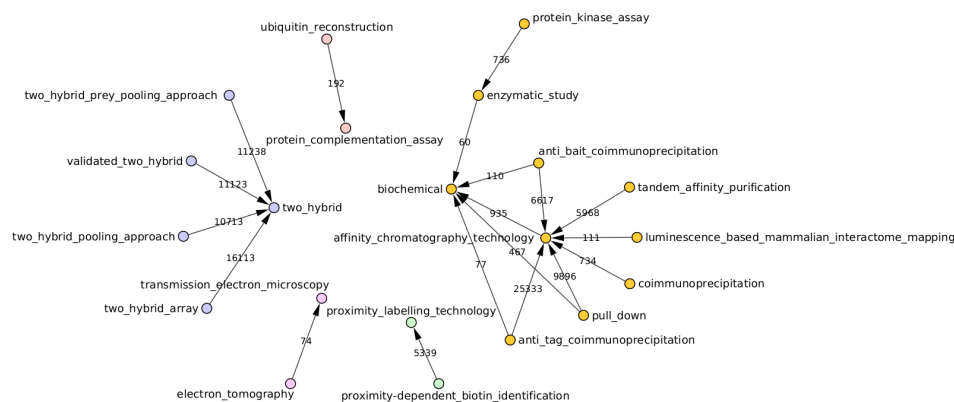 protein_kinase_assay
ubiquitin_reconstruction
736
192
two_hybrid_prey_pooling_approach
enzymatic_study
protein_complementation_assay
60
11238
anti_bait_coimmunoprecipitation
validated_two_hybrid
110
11123
biochemical
tandem_affinity_purification
6617
two_hybrid
935
5968
10713
two_hybrid_pooling_approach
affinity_chromatography_technology
111
luminescence_based_mammalian_interactome_mapping
467
16113
77
734
9896
transmission_electron_microscopy
coimmunoprecipitation
25333
two_hybrid_array
proximity_labelling_technology
pull_down
74
anti_tag_coimmunoprecipitation
5339
electron_tomography
proximity-dependent_biotin_identification